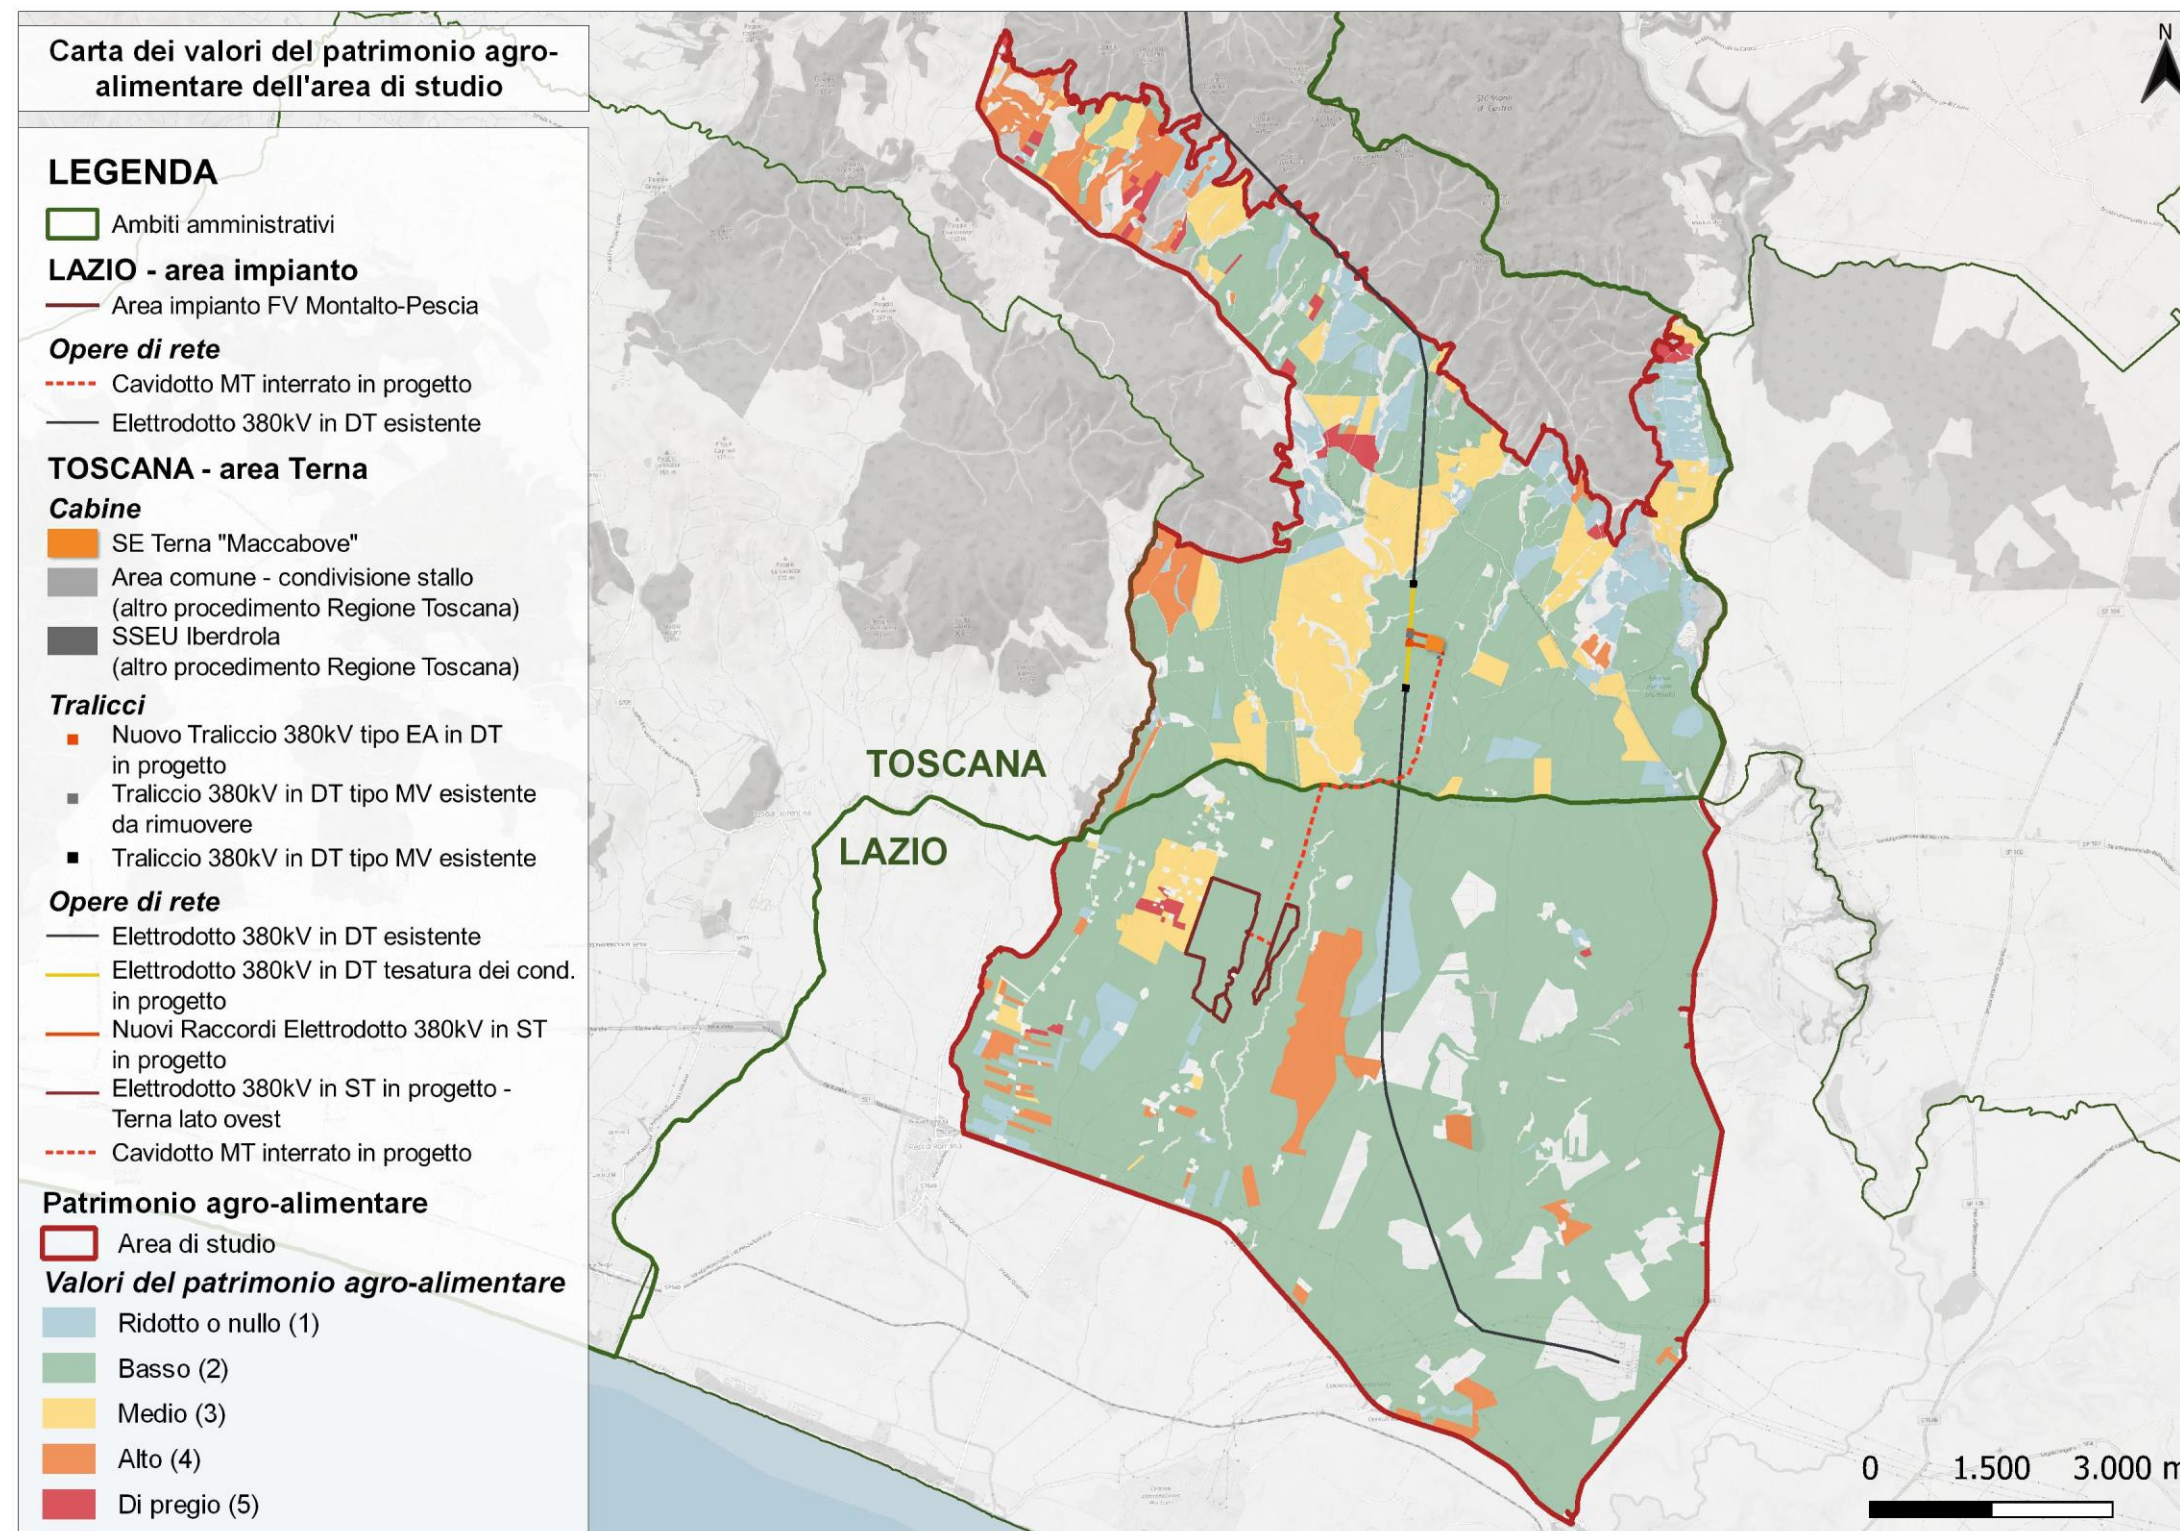 Carta dei valori del patrimonio agro-
alimentare dell'area di studio
LEGENDA
Ambiti amministrativi
LAZIO - area impianto
Area impianto FV Montalto-Pescia
Opere di rete
Cavidotto MT interrato in progetto
Elettrodotto 380kV in DT esistente
TOSCANA - area Terna
Cabine
SE Terna "Maccabove"
Area comune - condivisione stallo
(altro procedimento Regione Toscana)
SSEU Iberdrola
(altro procedimento Regione Toscana)
Tralicci
Nuovo Traliccio 380kV tipo EA in DT
in progetto
Traliccio 380kV in DT tipo MV esistente
da rimuovere
Traliccio 380kV in DT tipo MV esistente
Opere di rete
Elettrodotto 380kV in DT esistente
Elettrodotto 380kV in DT tesatura dei cond.
in progetto
Nuovi Raccordi Elettrodotto 380kV in ST
in progetto
Elettrodotto 380kV in ST in progetto -
Terna lato ovest
Cavidotto MT interrato in progetto
Patrimonio agro-alimentare
Area di studio
Valori del patrimonio agro-alimentare
Ridotto o nullo (1)
Basso (2)
Medio (3)
Alto (4)
Di pregio (5)
N
TOSCANA
LAZIO
0 1.500 3.000 m